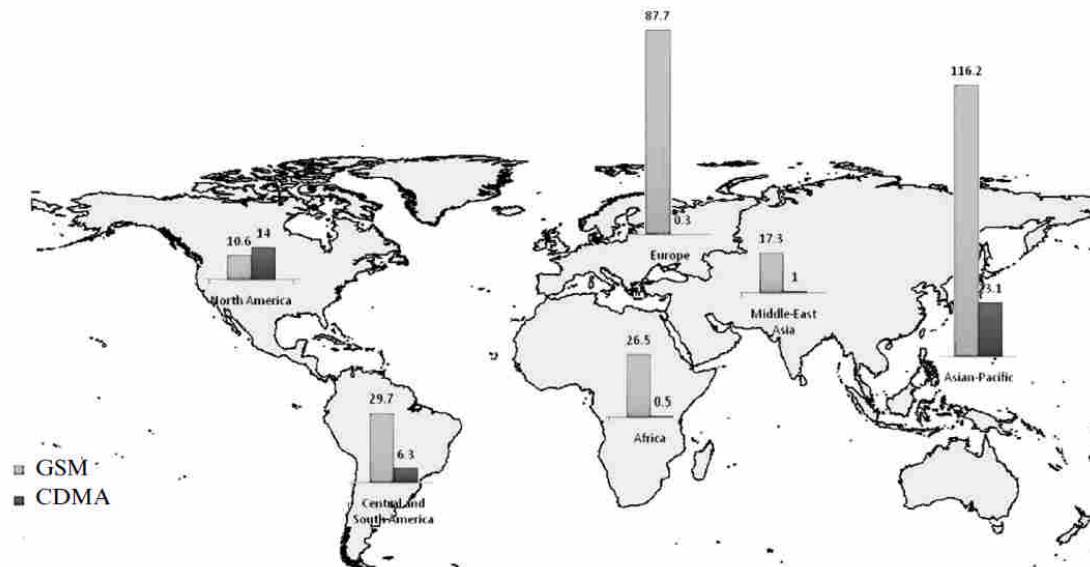 87.7
116.2
0.3
14
10.6
17.3
Europe
1
3.1
North America
Middle-East
Asia
26.5
Asian-Pacific
0.5
29.7
Africa
6.3
GSM
CDMA
Central and
South America